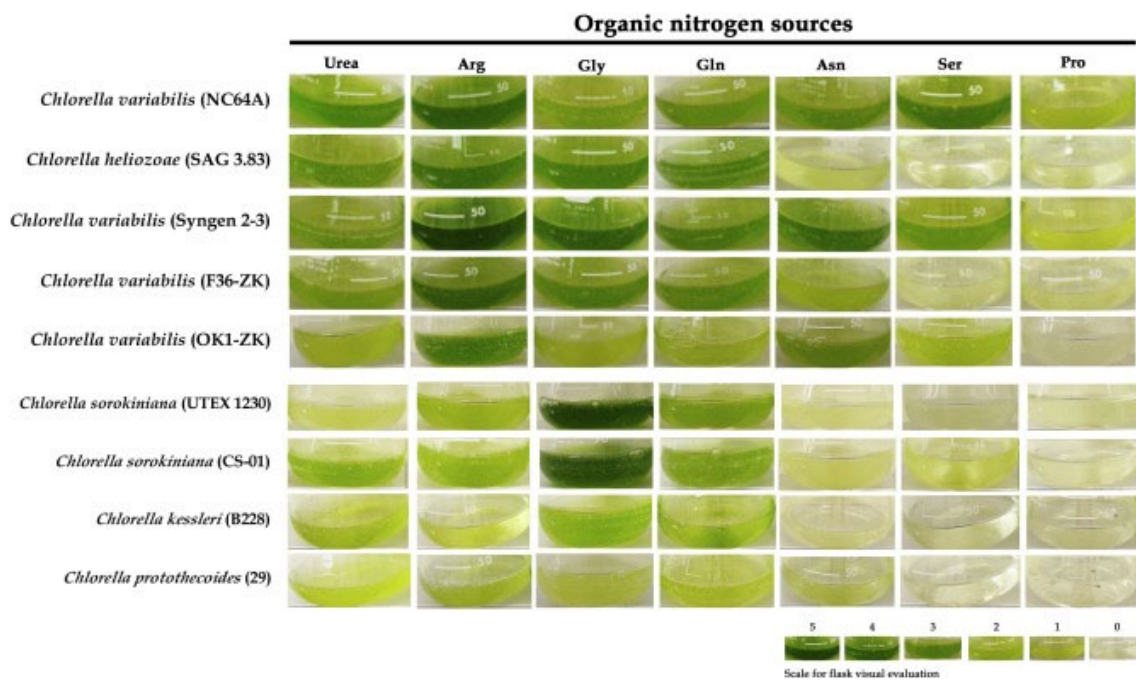 Organic nitrogen sources
Urea Arg Gly Gln Asn Ser Pro
Chlorella variabilis (NC64A)
Chlorella heliozoae (SAG 3.83)
Chlorella variabilis (Syngen 2-3)
Chlorella variabilis (F36-ZK)
Chlorella variabilis (OK1-ZK)
Chlorella sorokiniana (UTEX 1230)
Chlorella sorokiniana (CS-01)
Chlorella kessleri (B228)
Chlorella protothecoides (29)
5 4 3 2 1 0
Scale for flask visual evaluation